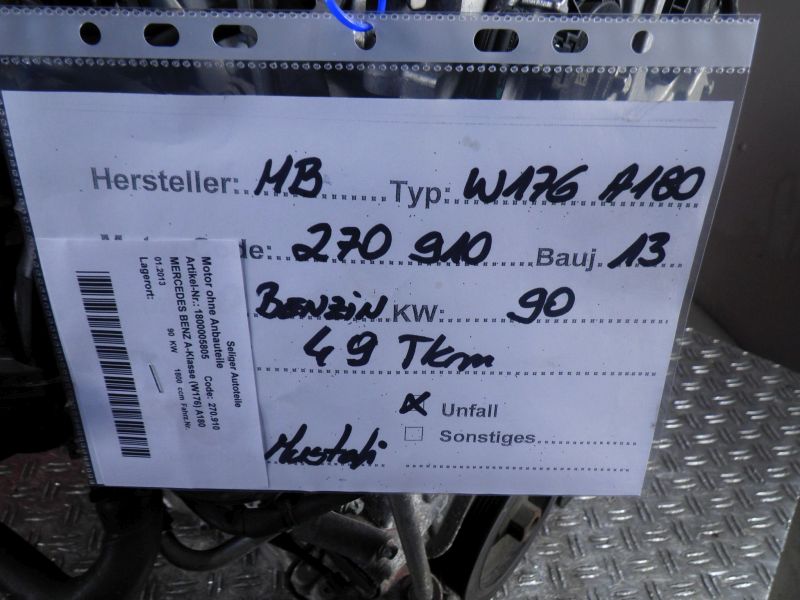 Hersteller: MB Typ: W176 A180
de: 270 910 Bauj. 13
Benzin KW: 90
49 Tkm
Unfall
Sonstiges
Seliger Autoteile
Motor ohne Anbauteile
Artikel-Nr.: 1800005805 Code: 270.910
MERCEDES BENZ A-Klasse (W176) A180
01.2013 90 KW 1800 ccm Fahrz.Nr.
Lagerort: